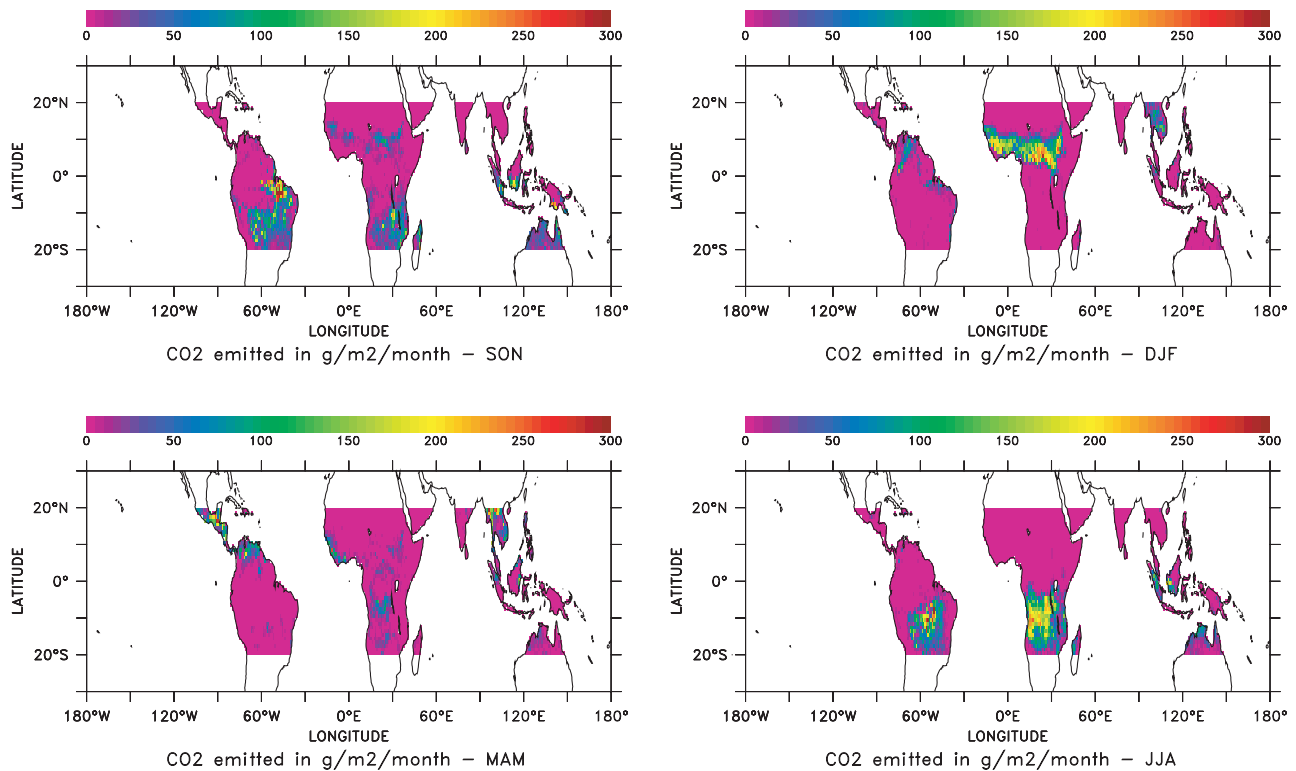 0 50 100 150 200 250 300
20°N
0°
20°S
LATITUDE
180°W 120°W 60°W 0°E 60°E 120°E 180°
LONGITUDE
CO2 emitted in g/m2/month - SON
0 50 100 150 200 250 300
20°N
0°
20°S
LATITUDE
180°W 120°W 60°W 0°E 60°E 120°E 180°
LONGITUDE
CO2 emitted in g/m2/month - DJF
0 50 100 150 200 250 300
20°N
0°
20°S
LATITUDE
180°W 120°W 60°W 0°E 60°E 120°E 180°
LONGITUDE
CO2 emitted in g/m2/month - MAM
0 50 100 150 200 250 300
20°N
0°
20°S
LATITUDE
180°W 120°W 60°W 0°E 60°E 120°E 180°
LONGITUDE
CO2 emitted in g/m2/month - JJA